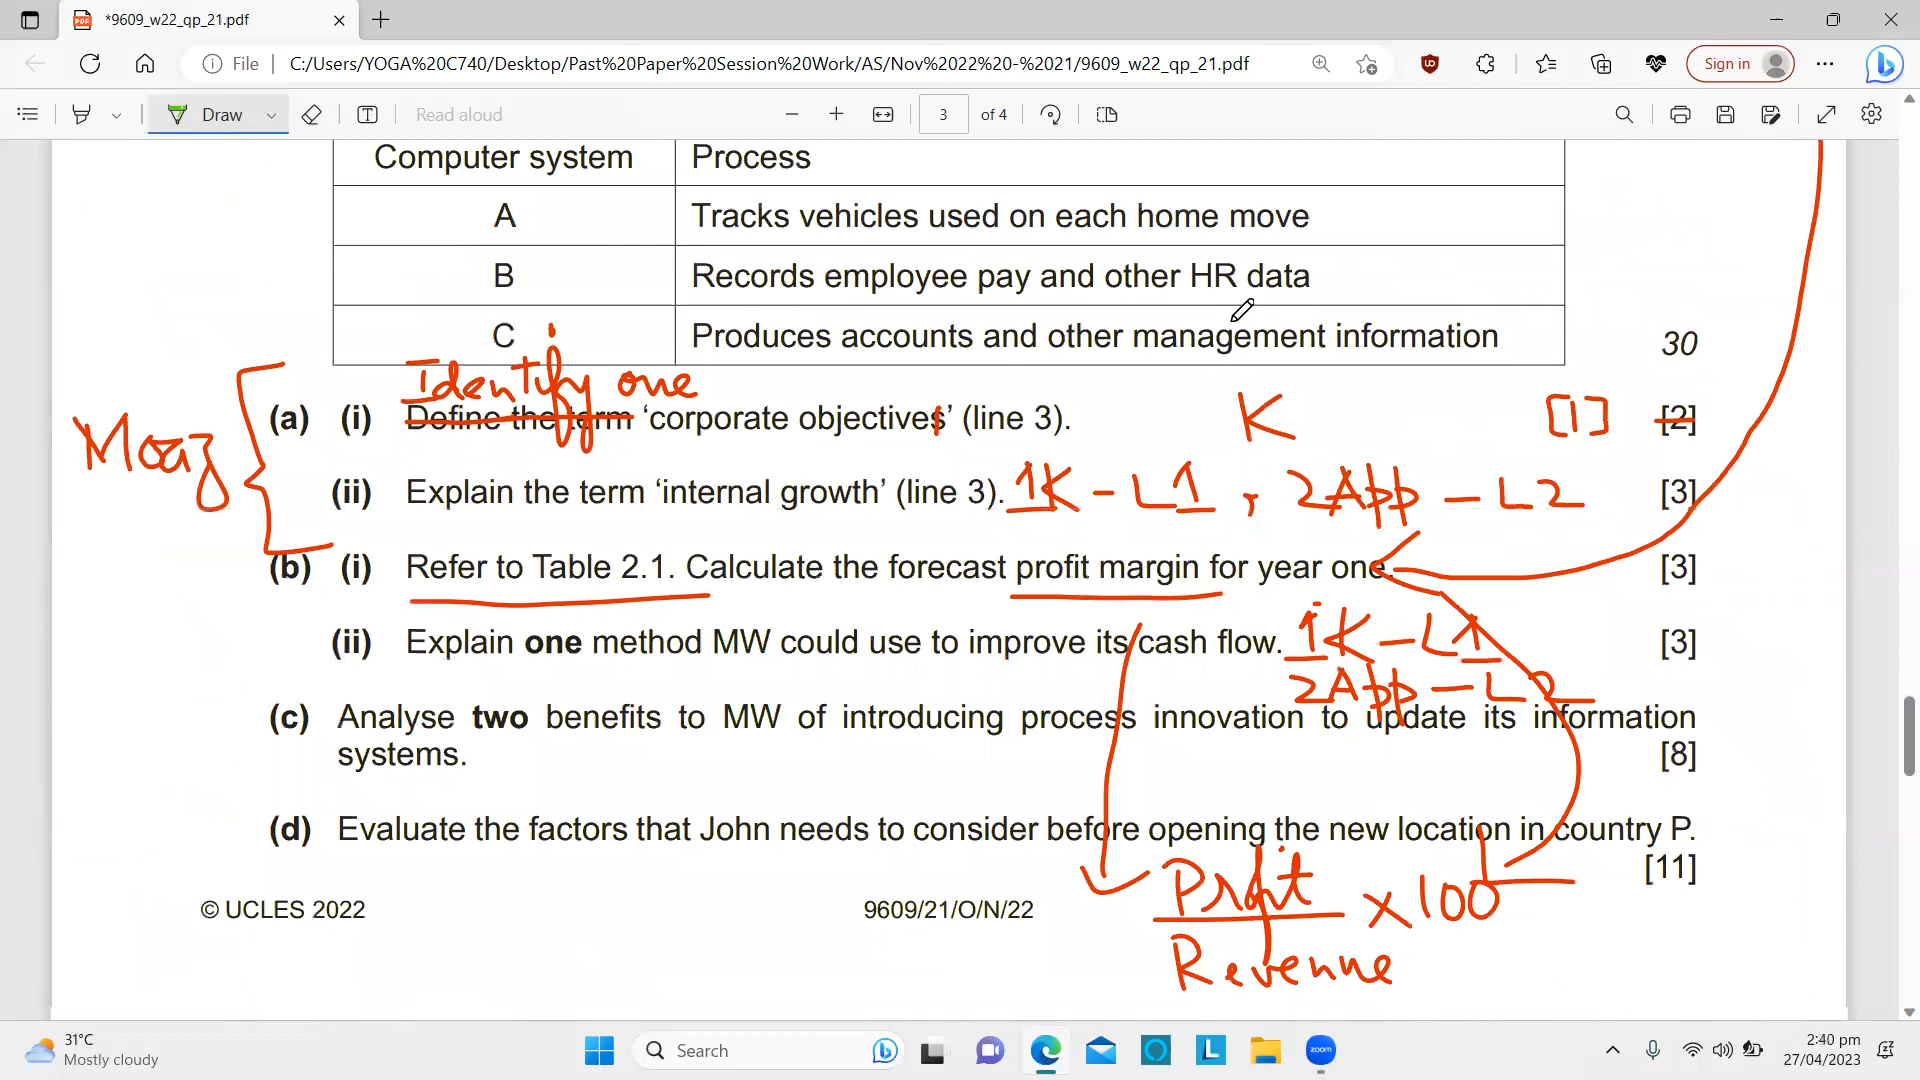 *9609_w22_qp_21.pdf
File C:/Users/YOGA%20C740/Desktop/Past%20Paper%20Session%20Work/AS/Nov%2022%20-%2021/9609_w22_qp_21.pdf Sign in
Draw Read aloud 3 of 4
Computer system Process
A Tracks vehicles used on each home move
B Records employee pay and other HR data
C Produces accounts and other management information 30
Identify one
(a) (i) Define the term ‘corporate objectives’ (line 3). K [1] [2]
Moaz
(ii) Explain the term ‘internal growth’ (line 3). 1K - L1, 2App - L2 [3]
(b) (i) Refer to Table 2.1. Calculate the forecast profit margin for year one. [3]
(ii) Explain one method MW could use to improve its cash flow. 1K - L1 [3]
2App - L2
(c) Analyse two benefits to MW of introducing process innovation to update its information
systems. [8]
(d) Evaluate the factors that John needs to consider before opening the new location in country P.
[11]
Profit x 100
Revenue
© UCLES 2022 9609/21/O/N/22
31°C
Mostly cloudy
Search
zoom
2:40 pm
27/04/2023